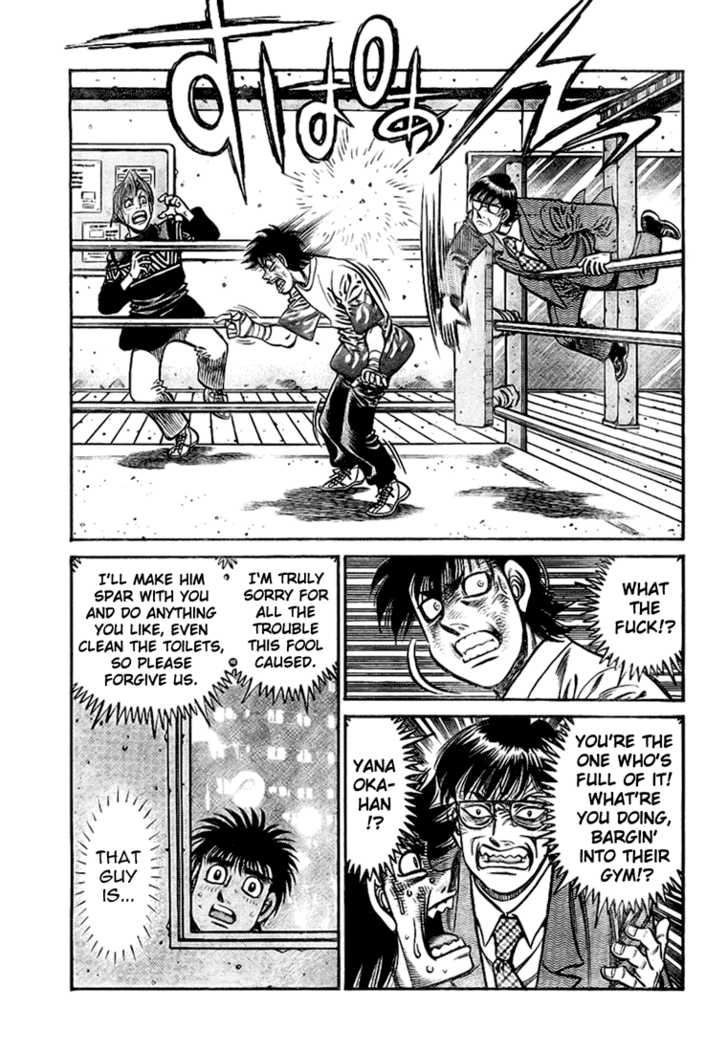 すぱあん
WHAT
THE
FUCK!?
I'M TRULY
SORRY FOR
ALL THE
TROUBLE
THIS FOOL
CAUSED.
I'LL MAKE HIM
SPAR WITH YOU
AND DO ANYTHING
YOU LIKE, EVEN
CLEAN THE TOILETS,
SO PLEASE
FORGIVE US.
YOU'RE THE
ONE WHO'S
FULL OF IT!
WHAT'RE
YOU DOING,
BARGIN'
INTO THEIR
GYM!?
YANA
OKA-
HAN
!?
THAT
GUY
IS...